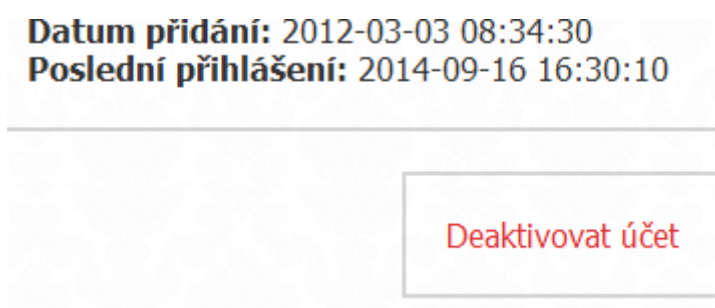 Datum přidání: 2012-03-03 08:34:30
Poslední přihlášení: 2014-09-16 16:30:10
Deaktivovat účet